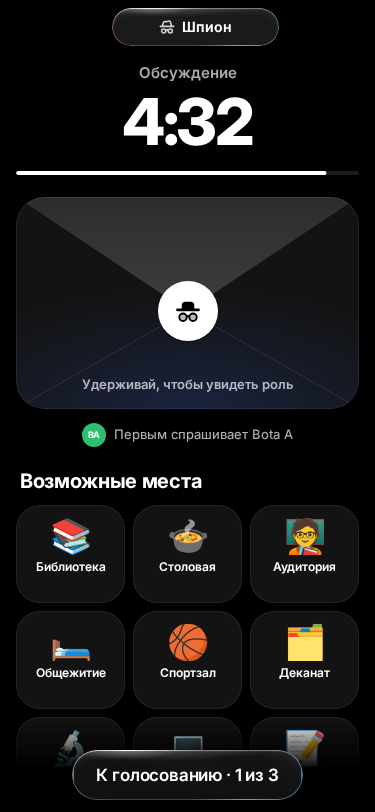 Шпион
Обсуждение
4:32
Удерживай, чтобы увидеть роль
BA
Первым спрашивает Bota A
Возможные места
Библиотека
Столовая
Аудитория
Общежитие
Спортзал
Деканат
К голосованию · 1 из 3